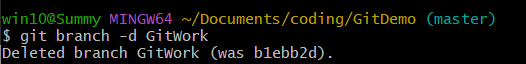 win10@Summy MINGW64 ~/Documents/coding/GitDemo (master)
$ git branch -d GitWork
Deleted branch GitWork (was b1ebb2d).